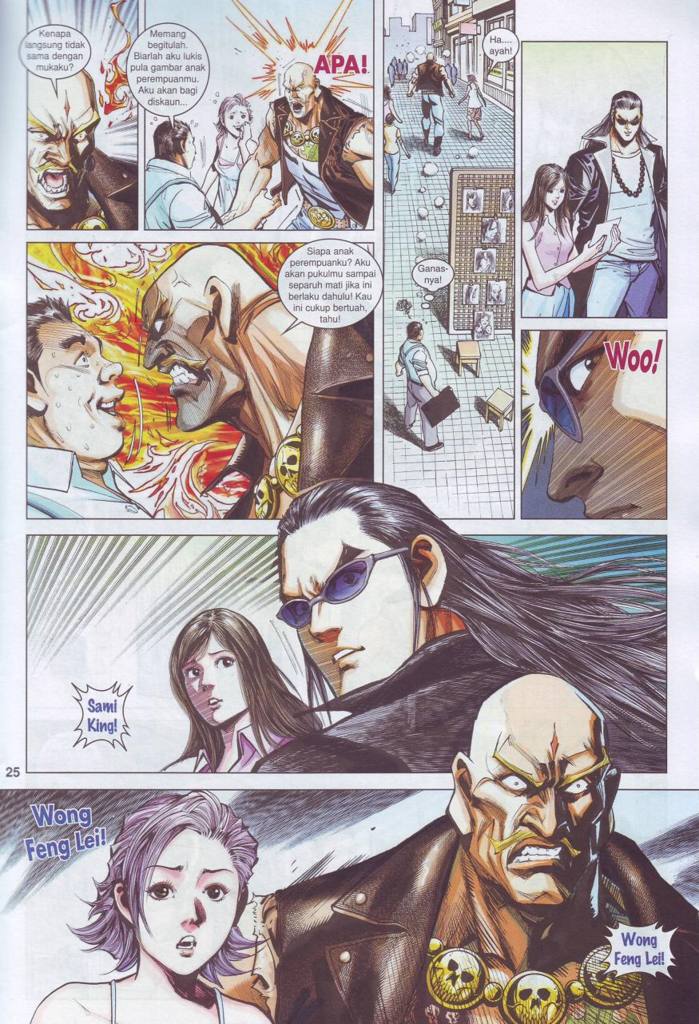 Kenapa
langsung tidak
sama dengan
mukaku?
Memang
begitulah.
Biarlah aku lukis
pula gambar anak
perempuanmu.
Aku akan bagi
diskaun...
APA!
Ha....
ayah!
Siapa anak
perempuanku? Aku
akan pukulmu sampai
separuh mati jika ini
berlaku dahulu! Kau
ini cukup bertuah,
tahu!
Ganas-
nya!
Woo!
Sami
King!
25
Wong
Feng Lei!
Wong
Feng Lei!